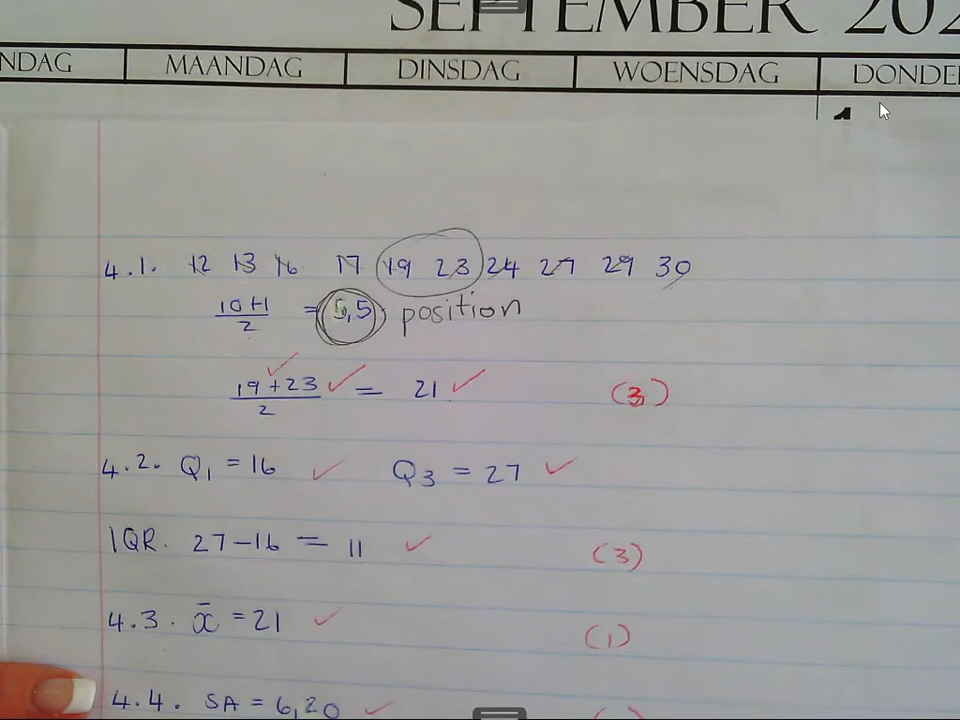 SEPTEMBER 202
NDAG MAANDAG DINSDAG WOENSDAG DONDE
1
4.1. 12 13 16 17 19 23 24 27 29 30
10+1/2 = 5,5 position
19+23/2 = 21 (3)
4.2. Q1 = 16 Q3 = 27
IQR. 27-16 = 11 (3)
4.3. x̄ = 21 (1)
4.4. SA = 6,20